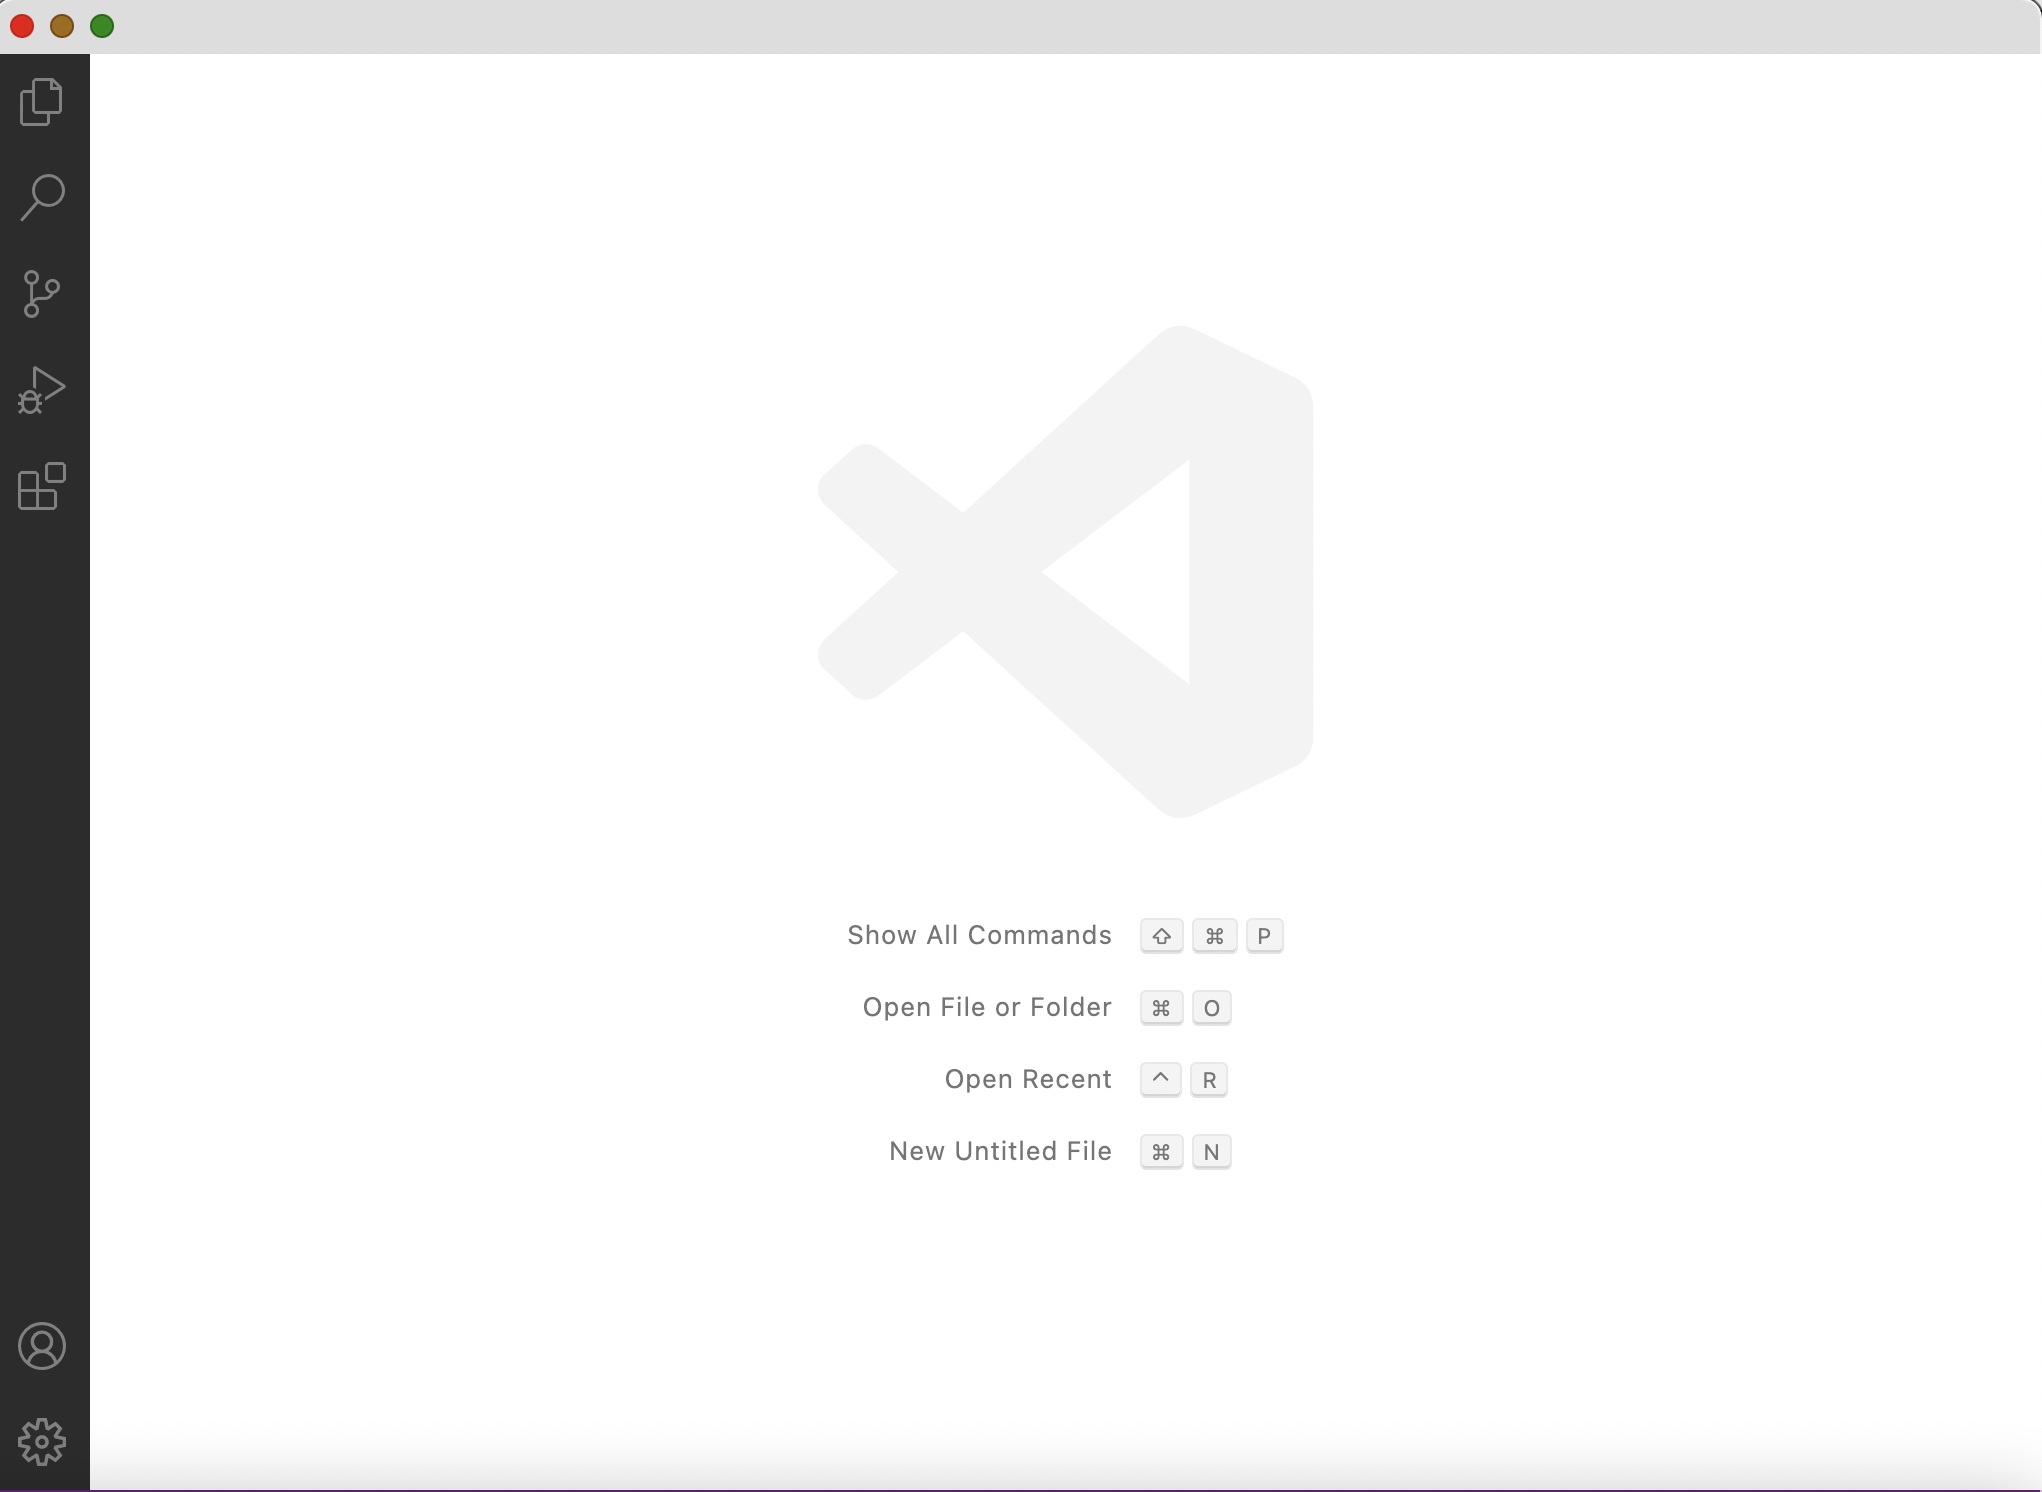 Show All Commands ⇧ ⌘ P
Open File or Folder ⌘ O
Open Recent ^ R
New Untitled File ⌘ N